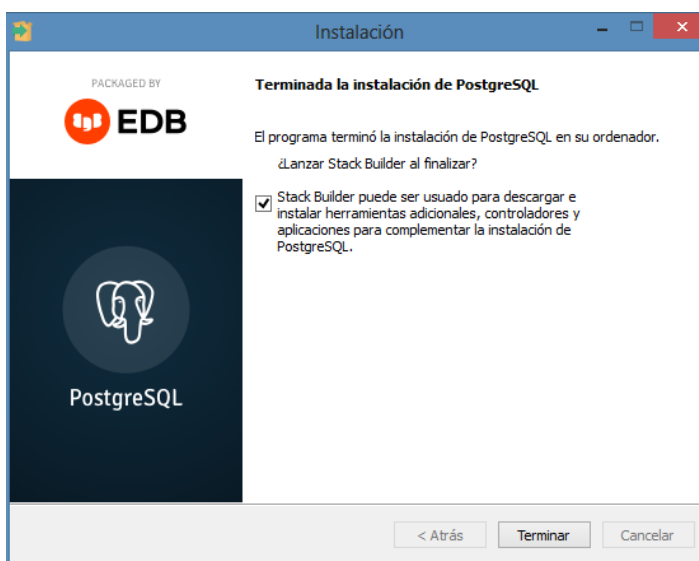 Instalación
PACKAGED BY
EDB
PostgreSQL
Terminada la instalación de PostgreSQL
El programa terminó la instalación de PostgreSQL en su ordenador.
¿Lanzar Stack Builder al finalizar?
Stack Builder puede ser usado para descargar e
instalar herramientas adicionales, controladores y
aplicaciones para complementar la instalación de
PostgreSQL.
< Atrás
Terminar
Cancelar